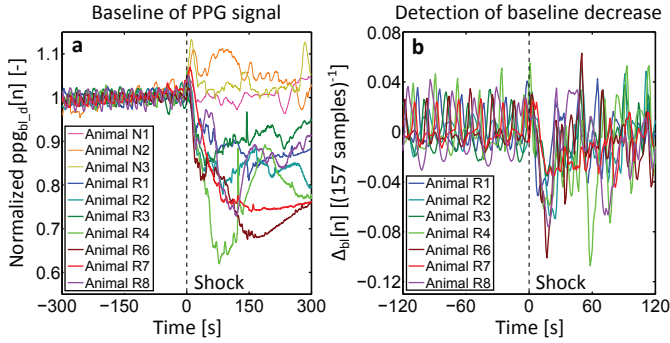 Baseline of PPG signal
a
Normalized ppg_bl_d[n] [-]
1.1
1
0.9
0.8
0.7
0.6
Animal N1
Animal N2
Animal N3
Animal R1
Animal R2
Animal R3
Animal R4
Animal R6
Animal R7
Animal R8
Shock
−300 −150 0 150 300
Time [s]
Detection of baseline decrease
b
Δ_bl[n] [(157 samples)⁻¹]
0.08
0.04
0
−0.04
−0.08
−0.12
Animal R1
Animal R2
Animal R3
Animal R4
Animal R6
Animal R7
Animal R8
Shock
−120 −60 0 60 120
Time [s]